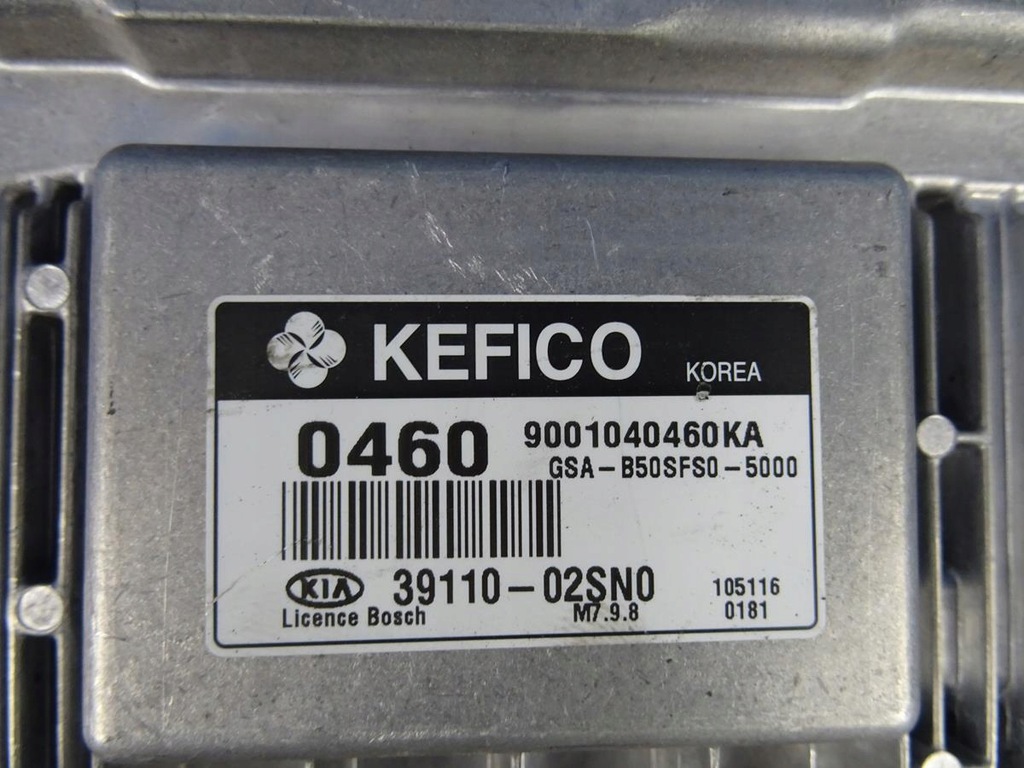 KEFICO KOREA
0460 9001040460KA
GSA-B50SFS0-5000
KIA 39110-02SN0 105116
Licence Bosch M7.9.8 0181